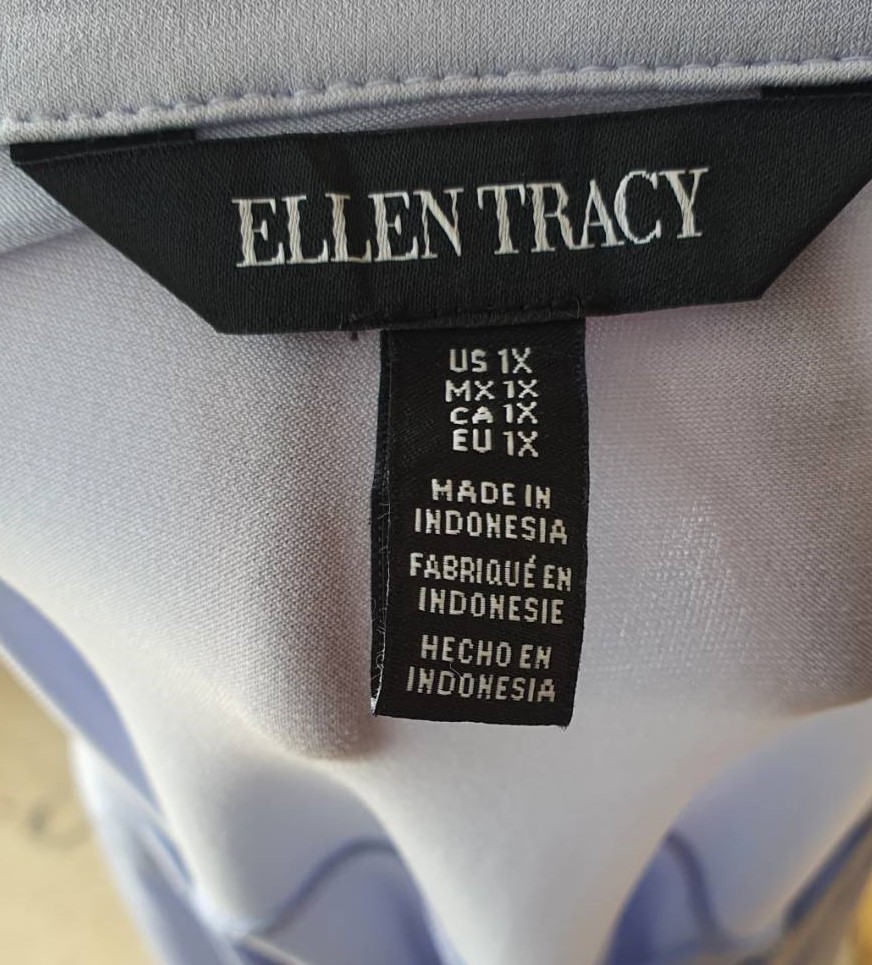 ELLEN TRACY
US 1X
MX 1X
CA 1X
EU 1X
MADE IN
INDONESIA
FABRIQUÉ EN
INDONESIE
HECHO EN
INDONESIA